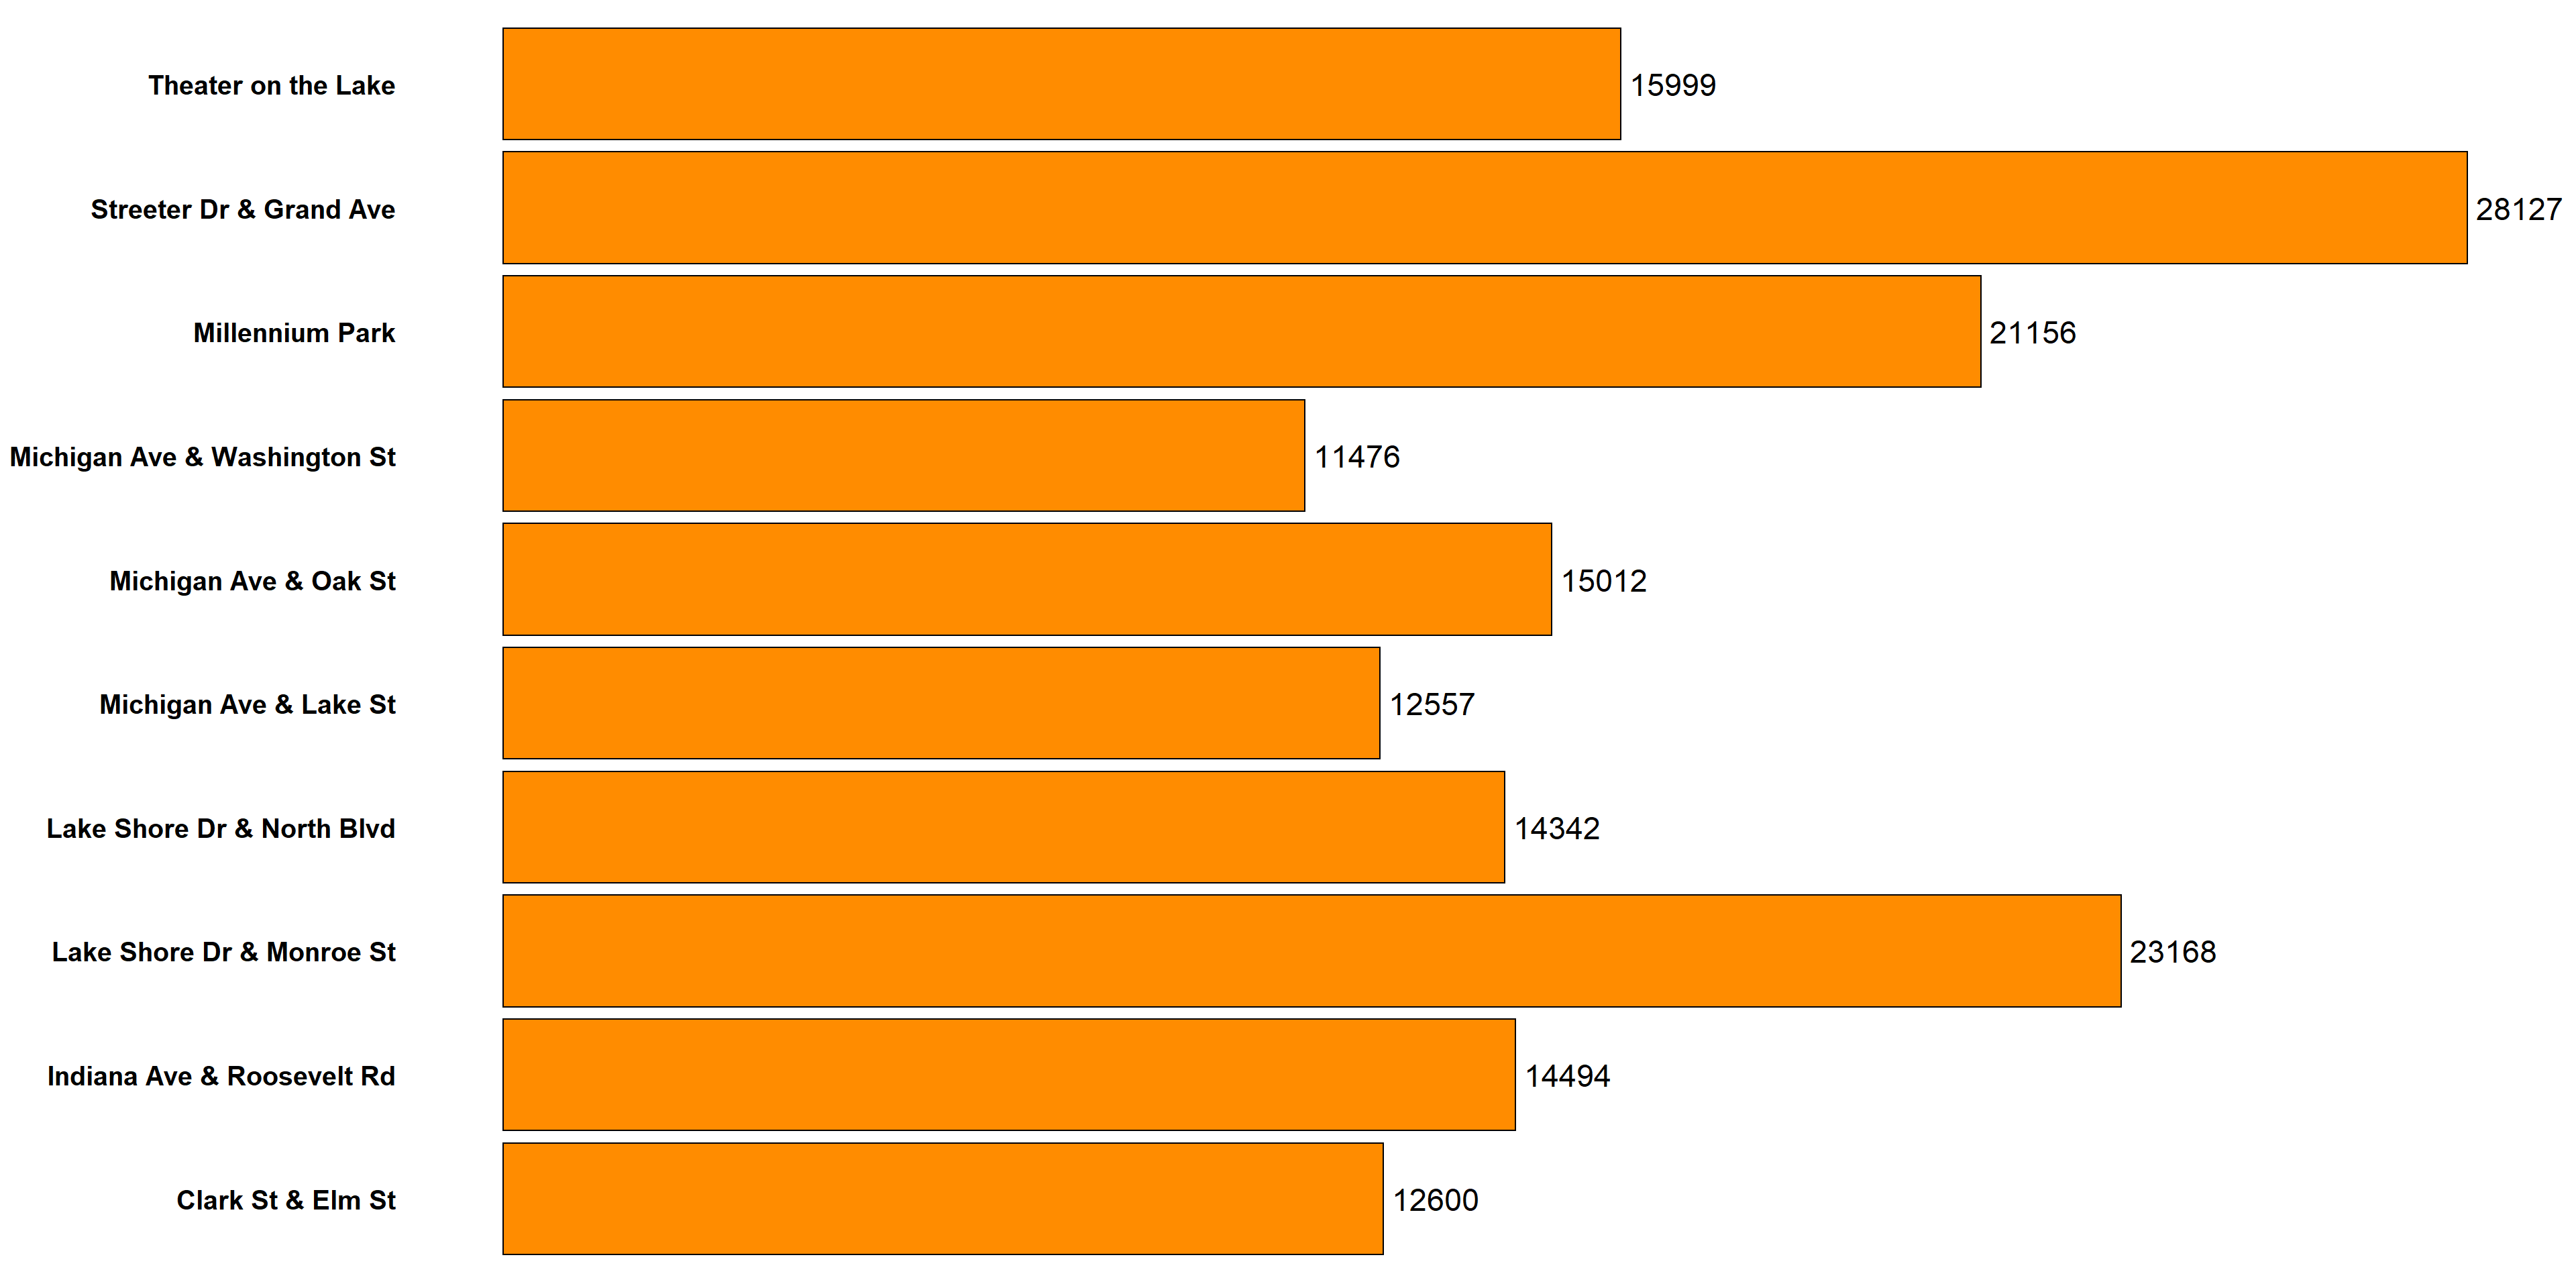 Theater on the Lake 15999
Streeter Dr & Grand Ave 28127
Millennium Park 21156
Michigan Ave & Washington St 11476
Michigan Ave & Oak St 15012
Michigan Ave & Lake St 12557
Lake Shore Dr & North Blvd 14342
Lake Shore Dr & Monroe St 23168
Indiana Ave & Roosevelt Rd 14494
Clark St & Elm St 12600